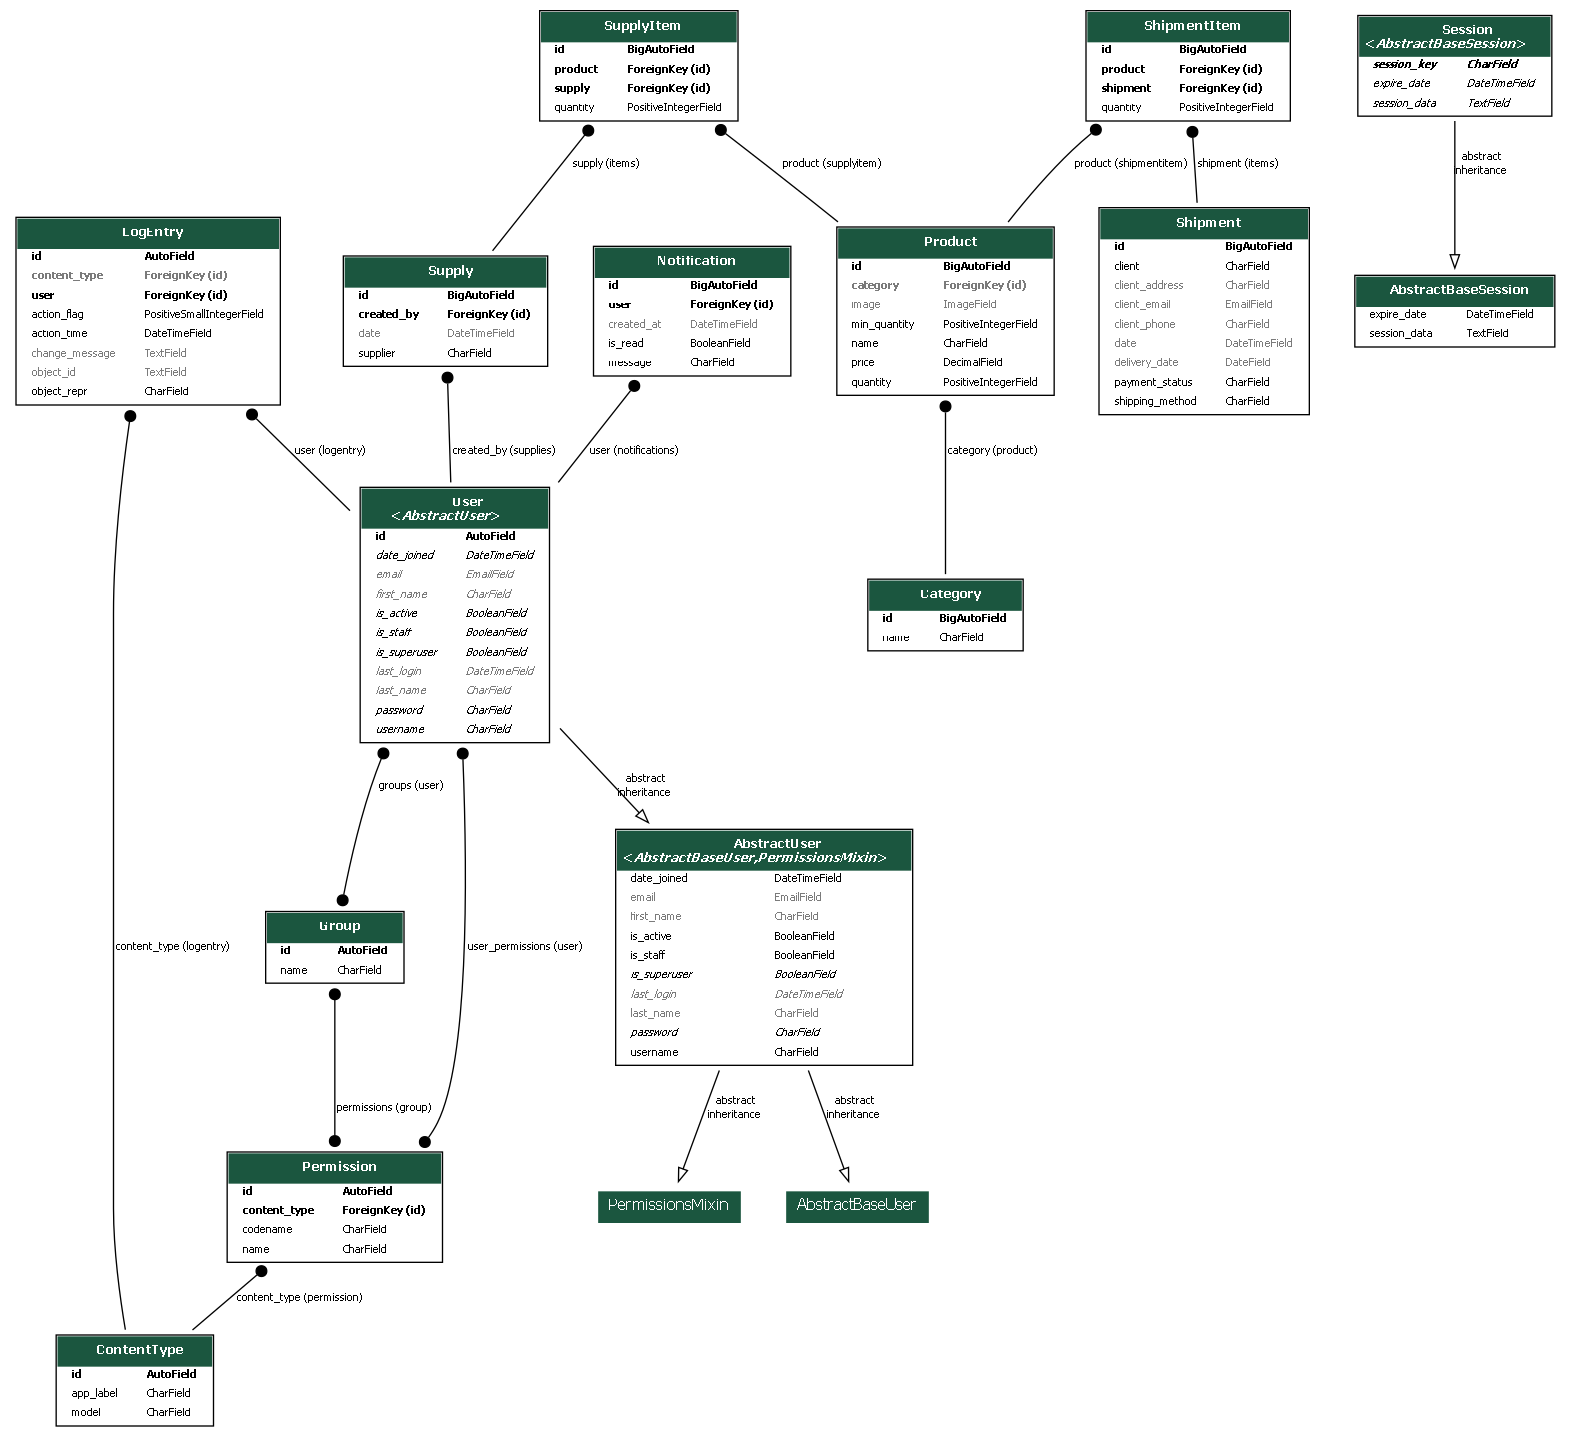 SupplyItem
id BigAutoField
product ForeignKey (id)
supply ForeignKey (id)
quantity PositiveIntegerField
ShipmentItem
id BigAutoField
product ForeignKey (id)
shipment ForeignKey (id)
quantity PositiveIntegerField
Session
<AbstractBaseSession>
session_key CharField
expire_date DateTimeField
session_data TextField
supply (items)
product (supplyitem)
product (shipmentitem)
shipment (items)
abstract
inheritance
LogEntry
id AutoField
content_type ForeignKey (id)
user ForeignKey (id)
action_flag PositiveSmallIntegerField
action_time DateTimeField
change_message TextField
object_id TextField
object_repr CharField
Supply
id BigAutoField
created_by ForeignKey (id)
date DateTimeField
supplier CharField
Notification
id BigAutoField
user ForeignKey (id)
created_at DateTimeField
is_read BooleanField
message CharField
Product
id BigAutoField
category ForeignKey (id)
image ImageField
min_quantity PositiveIntegerField
name CharField
price DecimalField
quantity PositiveIntegerField
Shipment
id BigAutoField
client CharField
client_address CharField
client_email EmailField
client_phone CharField
date DateTimeField
delivery_date DateField
payment_status CharField
shipping_method CharField
AbstractBaseSession
expire_date DateTimeField
session_data TextField
user (logentry)
created_by (supplies)
user (notifications)
category (product)
User
<AbstractUser>
id AutoField
date_joined DateTimeField
email EmailField
first_name CharField
is_active BooleanField
is_staff BooleanField
is_superuser BooleanField
last_login DateTimeField
last_name CharField
password CharField
username CharField
Category
id BigAutoField
name CharField
groups (user)
abstract
inheritance
AbstractUser
<AbstractBaseUser,PermissionsMixin>
date_joined DateTimeField
email EmailField
first_name CharField
is_active BooleanField
is_staff BooleanField
is_superuser BooleanField
last_login DateTimeField
last_name CharField
password CharField
username CharField
Group
id AutoField
name CharField
content_type (logentry)
user_permissions (user)
permissions (group)
abstract
inheritance
abstract
inheritance
Permission
id AutoField
content_type ForeignKey (id)
codename CharField
name CharField
PermissionsMixin
AbstractBaseUser
content_type (permission)
ContentType
id AutoField
app_label CharField
model CharField